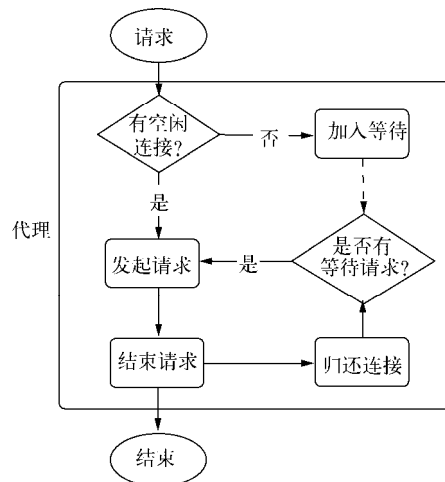 请求
有空闲
连接?
否
加入等待
是
代理
发起请求
是
是否有
等待请求?
结束请求
归还连接
结束